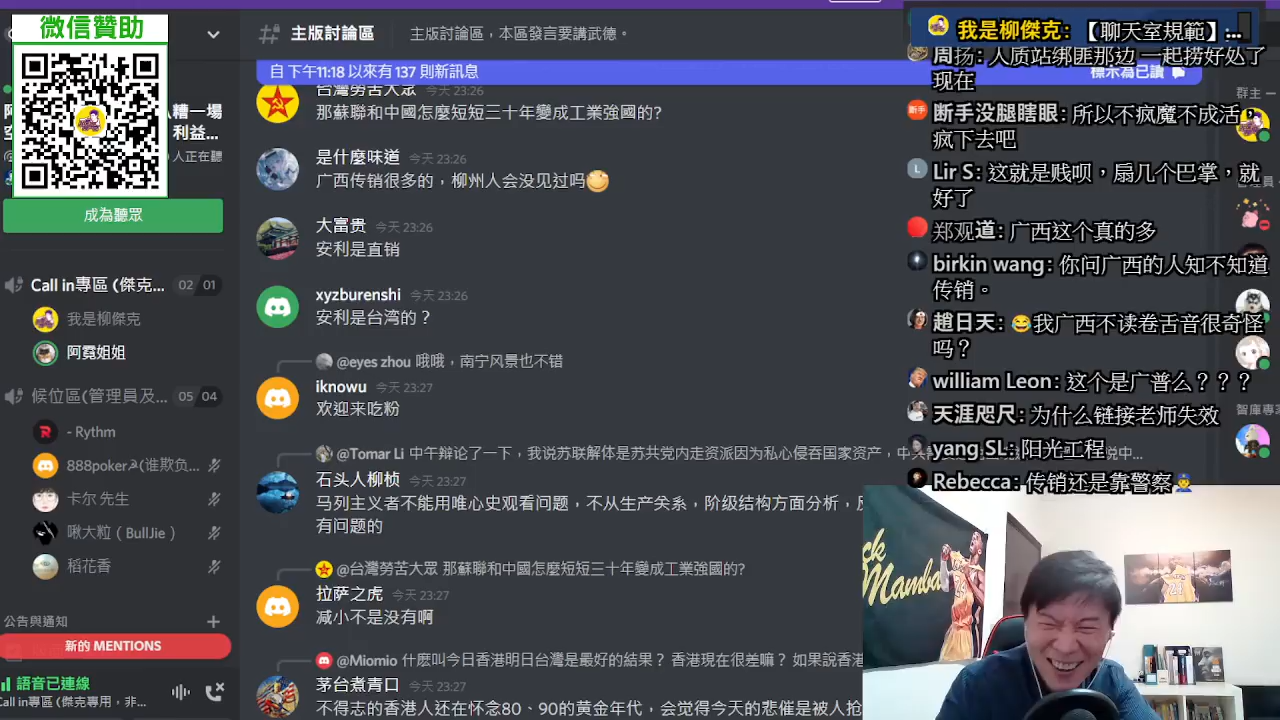 微信贊助
糟一場
利益...
人正在聽
成為聽眾
Call in專區 (傑克... 02 01
我是柳傑克
阿霓姐姐
候位區(管理員及... 05 04
- Rythm
888poker☭(谁欺负...
卡尔 先生
啾大粒 ( BullJie )
稻花香
公告與通知
新的 MENTIONS
語音已連線
Call in專區 (傑克專用，非...
主版討論區 主版討論區，本區發言要講武德。
自 下午11:18 以來有 137 則新訊息 標示為已讀
台灣勞苦大眾 今天 23:26
那蘇聯和中國怎麼短短三十年變成工業強國的?
是什麼味道 今天 23:26
广西传销很多的，柳州人会没见过吗
大富贵 今天 23:26
安利是直销
xyzburenshi 今天 23:26
安利是台湾的？
@eyes zhou 哦哦，南宁风景也不错
iknowu 今天 23:27
欢迎来吃粉
@Tomar Li 中午辩论了一下，我说苏联解体是苏共党内走资派因为私心侵吞国家资产，中
石头人柳桢 今天 23:27
马列主义者不能用唯心史观看问题，不从生产关系，阶级结构方面分析，
有问题的
@台灣勞苦大眾 那蘇聯和中國怎麼短短三十年變成工業強國的?
拉萨之虎 今天 23:27
减小不是没有啊
@Miomio 什麽叫今日香港明日台灣是最好的結果？ 香港現在很差嘛？ 如果說香港
茅台煮青口 今天 23:27
不得志的香港人还在怀念80、90的黄金年代，会觉得今天的悲催是被人抢
我是柳傑克: 【聊天室規範】...
周扬: 人质站绑匪那边 一起捞好处了
现在
断手没腿瞎眼: 所以不疯魔不成活？
疯下去吧
Lir S: 这就是贱呗，扇几个巴掌，就
好了
郑观道: 广西这个真的多
birkin wang: 你问广西的人知不知道
传销。
趙日天: 😂我广西不读卷舌音很奇怪
吗？
william Leon: 这个是广普么？？？
天涯咫尺: 为什么链接老师失效
yang SL: 阳光工程
Rebecca: 传销还是靠警察👮
群主
智庫專
Mamba